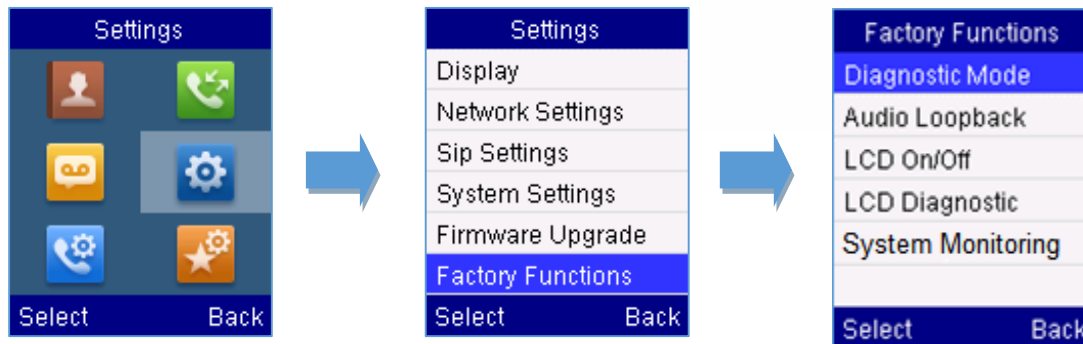 Settings
Select Back
Settings
Display
Network Settings
Sip Settings
System Settings
Firmware Upgrade
Factory Functions
Select Back
Factory Functions
Diagnostic Mode
Audio Loopback
LCD On/Off
LCD Diagnostic
System Monitoring
Select Back